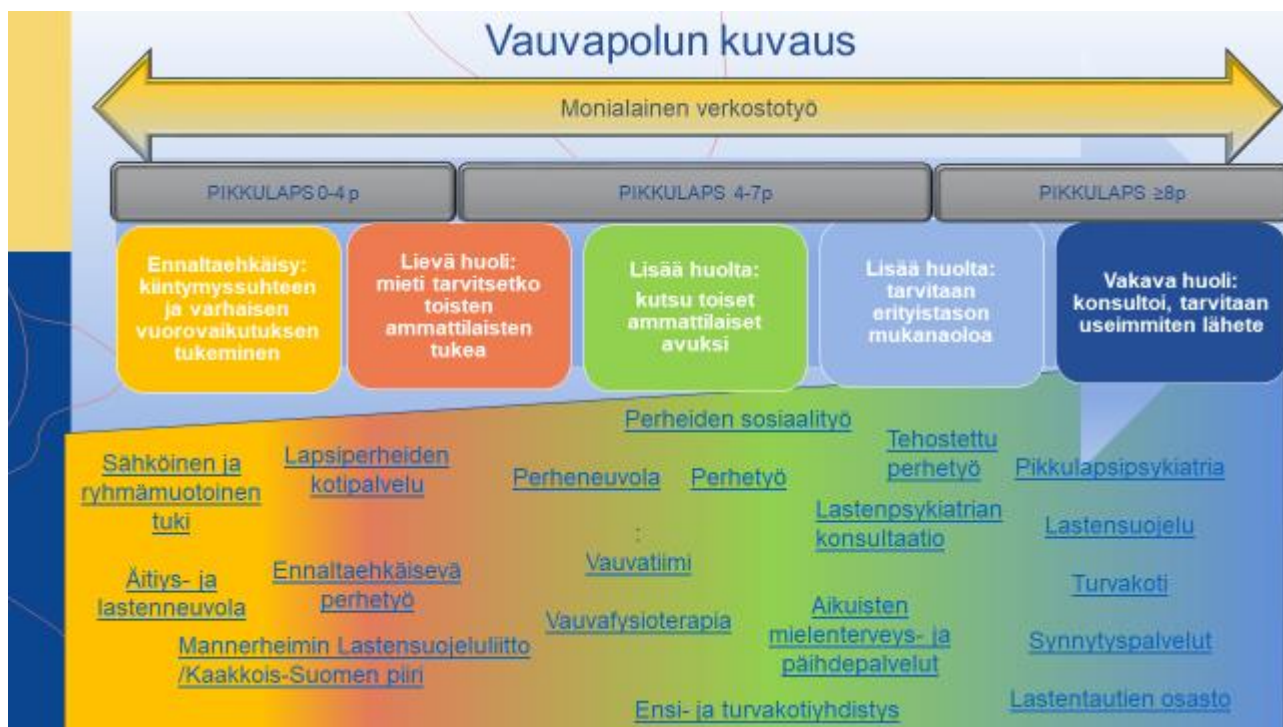 Vauvapolun kuvaus
Monialainen verkostotyö
PIKKULAPS 0-4 p
PIKKULAPS 4-7p
PIKKULAPS ≥8p
Ennaltaehkäisy:
kiintymyssuhteen
ja varhaisen
vuorovaikutuksen
tukeminen
Lievä huoli:
mieti tarvitsetko
toisten
ammattilaisten
tukea
Lisää huolta:
kutsu toiset
ammattilaiset
avuksi
Lisää huolta:
tarvitaan
erityistason
mukanaoloa
Vakava huoli:
konsultoi, tarvitaan
useimmiten lähete
Sähköinen ja
ryhmämuotoinen
tuki
Äitiys- ja
lastenneuvola
Lapsiperheiden
kotipalvelu
Ennaltaehkäisevä
perhetyö
Mannerheimin Lastensuojeluliitto
/Kaakkois-Suomen piiri
Perheiden sosiaalityö
Perheneuvola
Perhetyö
:
Vauvatiimi
Vauvafysioterapia
Ensi- ja turvakotiyhdistys
Tehostettu
perhetyö
Lastenpsykiatrian
konsultaatio
Aikuisten
mielenterveys- ja
päihdepalvelut
Pikkulapsipsykiatria
Lastensuojelu
Turvakoti
Synnytyspalvelut
Lastentautien osasto